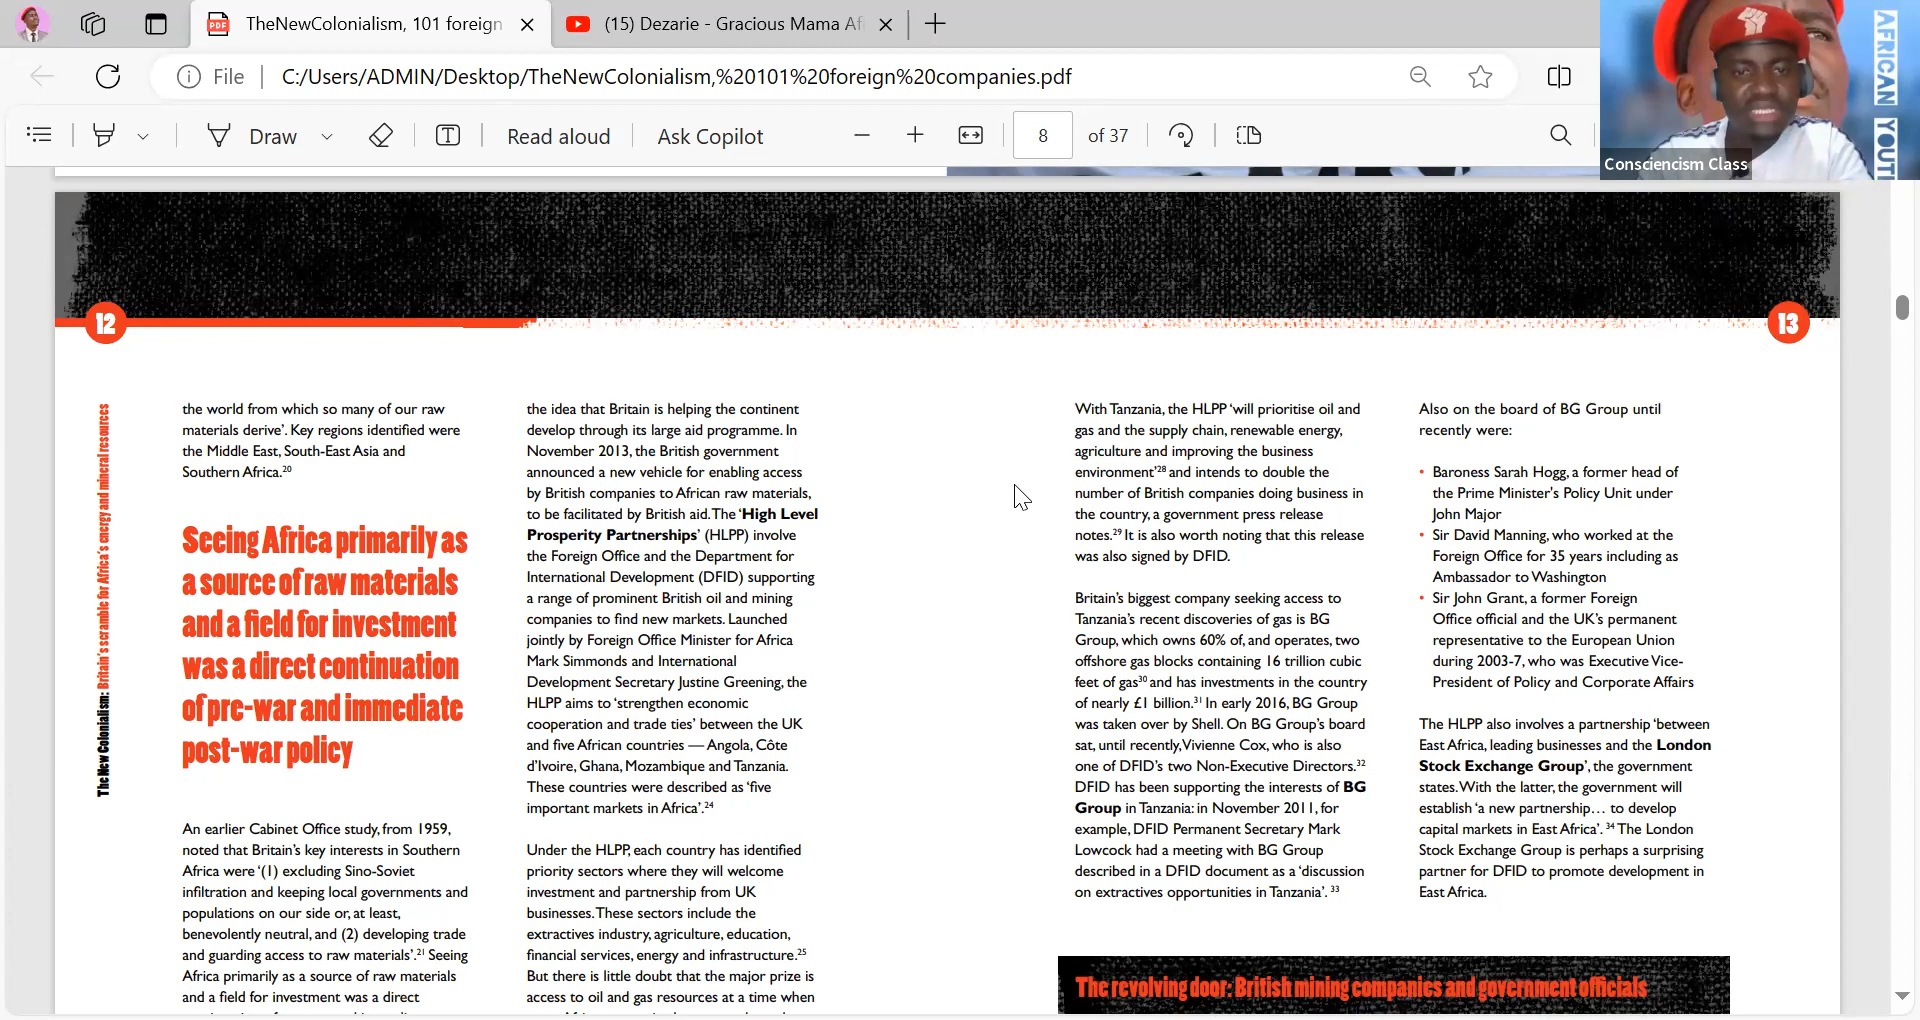 TheNewColonialism, 101 foreign
(15) Dezarie - Gracious Mama Af
File
C:/Users/ADMIN/Desktop/TheNewColonialism,%20101%20foreign%20companies.pdf
Draw
Read aloud
Ask Copilot
8
of 37
PDF
AFRICAN YOUTH
Consciencism Class
12
13
The New Colonialism: Britain's scramble for Africa's energy and mineral resources
the world from which so many of our raw
materials derive'. Key regions identified were
the Middle East, South-East Asia and
Southern Africa.20
Seeing Africa primarily as
a source of raw materials
and a field for investment
was a direct continuation
of pre-war and immediate
post-war policy
An earlier Cabinet Office study, from 1959,
noted that Britain's key interests in Southern
Africa were '(1) excluding Sino-Soviet
infiltration and keeping local governments and
populations on our side or, at least,
benevolently neutral, and (2) developing trade
and guarding access to raw materials'.21 Seeing
Africa primarily as a source of raw materials
and a field for investment was a direct
the idea that Britain is helping the continent
develop through its large aid programme. In
November 2013, the British government
announced a new vehicle for enabling access
by British companies to African raw materials,
to be facilitated by British aid. The 'High Level
Prosperity Partnerships' (HLPP) involve
the Foreign Office and the Department for
International Development (DFID) supporting
a range of prominent British oil and mining
companies to find new markets. Launched
jointly by Foreign Office Minister for Africa
Mark Simmonds and International
Development Secretary Justine Greening, the
HLPP aims to 'strengthen economic
cooperation and trade ties' between the UK
and five African countries — Angola, Côte
d'Ivoire, Ghana, Mozambique and Tanzania.
These countries were described as 'five
important markets in Africa'.24
Under the HLPP, each country has identified
priority sectors where they will welcome
investment and partnership from UK
businesses. These sectors include the
extractives industry, agriculture, education,
financial services, energy and infrastructure.25
But there is little doubt that the major prize is
access to oil and gas resources at a time when
With Tanzania, the HLPP 'will prioritise oil and
gas and the supply chain, renewable energy,
agriculture and improving the business
environment'28 and intends to double the
number of British companies doing business in
the country, a government press release
notes.29 It is also worth noting that this release
was also signed by DFID.
Britain's biggest company seeking access to
Tanzania's recent discoveries of gas is BG
Group, which owns 60% of, and operates, two
offshore gas blocks containing 16 trillion cubic
feet of gas30 and has investments in the country
of nearly £1 billion.31 In early 2016, BG Group
was taken over by Shell. On BG Group's board
sat, until recently, Vivienne Cox, who is also
one of DFID's two Non-Executive Directors.32
DFID has been supporting the interests of BG
Group in Tanzania: in November 2011, for
example, DFID Permanent Secretary Mark
Lowcock had a meeting with BG Group
described in a DFID document as a 'discussion
on extractives opportunities in Tanzania'. 33
Also on the board of BG Group until
recently were:
• Baroness Sarah Hogg, a former head of
the Prime Minister's Policy Unit under
John Major
• Sir David Manning, who worked at the
Foreign Office for 35 years including as
Ambassador to Washington
• Sir John Grant, a former Foreign
Office official and the UK's permanent
representative to the European Union
during 2003-7, who was Executive Vice-
President of Policy and Corporate Affairs
The HLPP also involves a partnership 'between
East Africa, leading businesses and the London
Stock Exchange Group', the government
states. With the latter, the government will
establish 'a new partnership… to develop
capital markets in East Africa'. 34 The London
Stock Exchange Group is perhaps a surprising
partner for DFID to promote development in
East Africa.
The revolving door: British mining companies and government officials